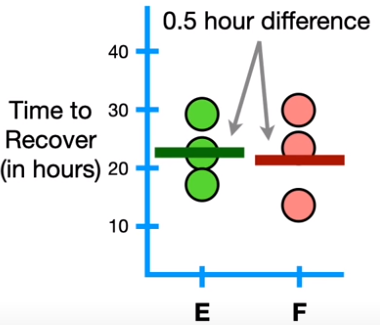 0.5 hour difference
40
Time to
Recover
(in hours)
30
20
10
E
F